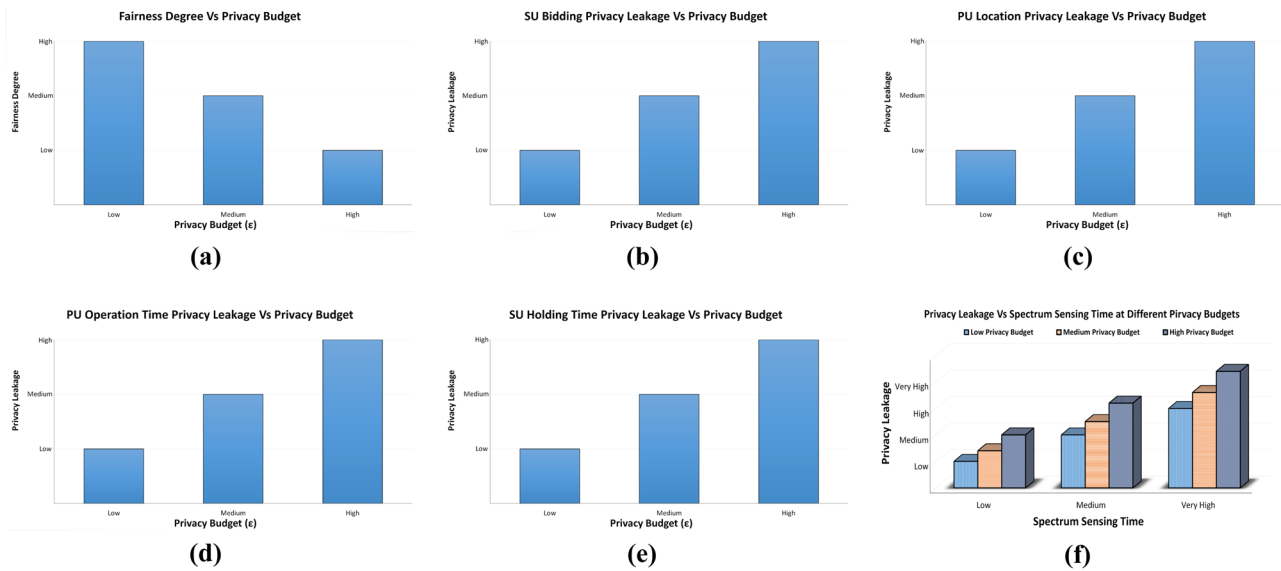 Fairness Degree Vs Privacy Budget
High
Medium
Low
Fairness Degree
Low
Medium
High
Privacy Budget (ε)
(a)
SU Bidding Privacy Leakage Vs Privacy Budget
High
Medium
Low
Privacy Leakage
Low
Medium
High
Privacy Budget (ε)
(b)
PU Location Privacy Leakage Vs Privacy Budget
High
Medium
Low
Privacy Leakage
Low
Medium
High
Privacy Budget (ε)
(c)
PU Operation Time Privacy Leakage Vs Privacy Budget
High
Medium
Low
Privacy Leakage
Low
Medium
High
Privacy Budget (ε)
(d)
SU Holding Time Privacy Leakage Vs Privacy Budget
High
Medium
Low
Privacy Leakage
Low
Medium
High
Privacy Budget (ε)
(e)
Privacy Leakage Vs Spectrum Sensing Time at Different Pirvacy Budgets
Low Privacy Budget
Medium Privacy Budget
High Privacy Budget
Very High
High
Medium
Low
Privacy Leakage
Low
Medium
Very High
Spectrum Sensing Time
(f)